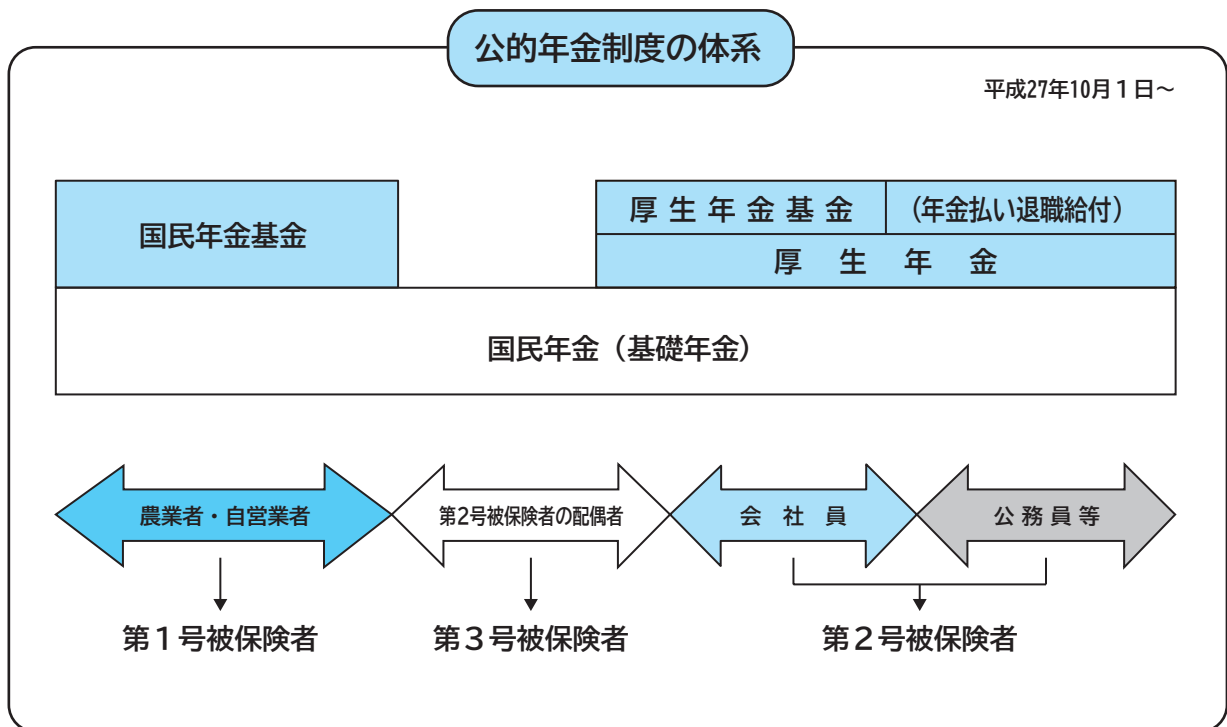 公的年金制度の体系
平成27年10月１日～
国民年金基金
厚生年金基金
（年金払い退職給付）
厚生年金
国民年金（基礎年金）
農業者・自営業者
第２号被保険者の配偶者
会社員
公務員等
第１号被保険者
第３号被保険者
第２号被保険者